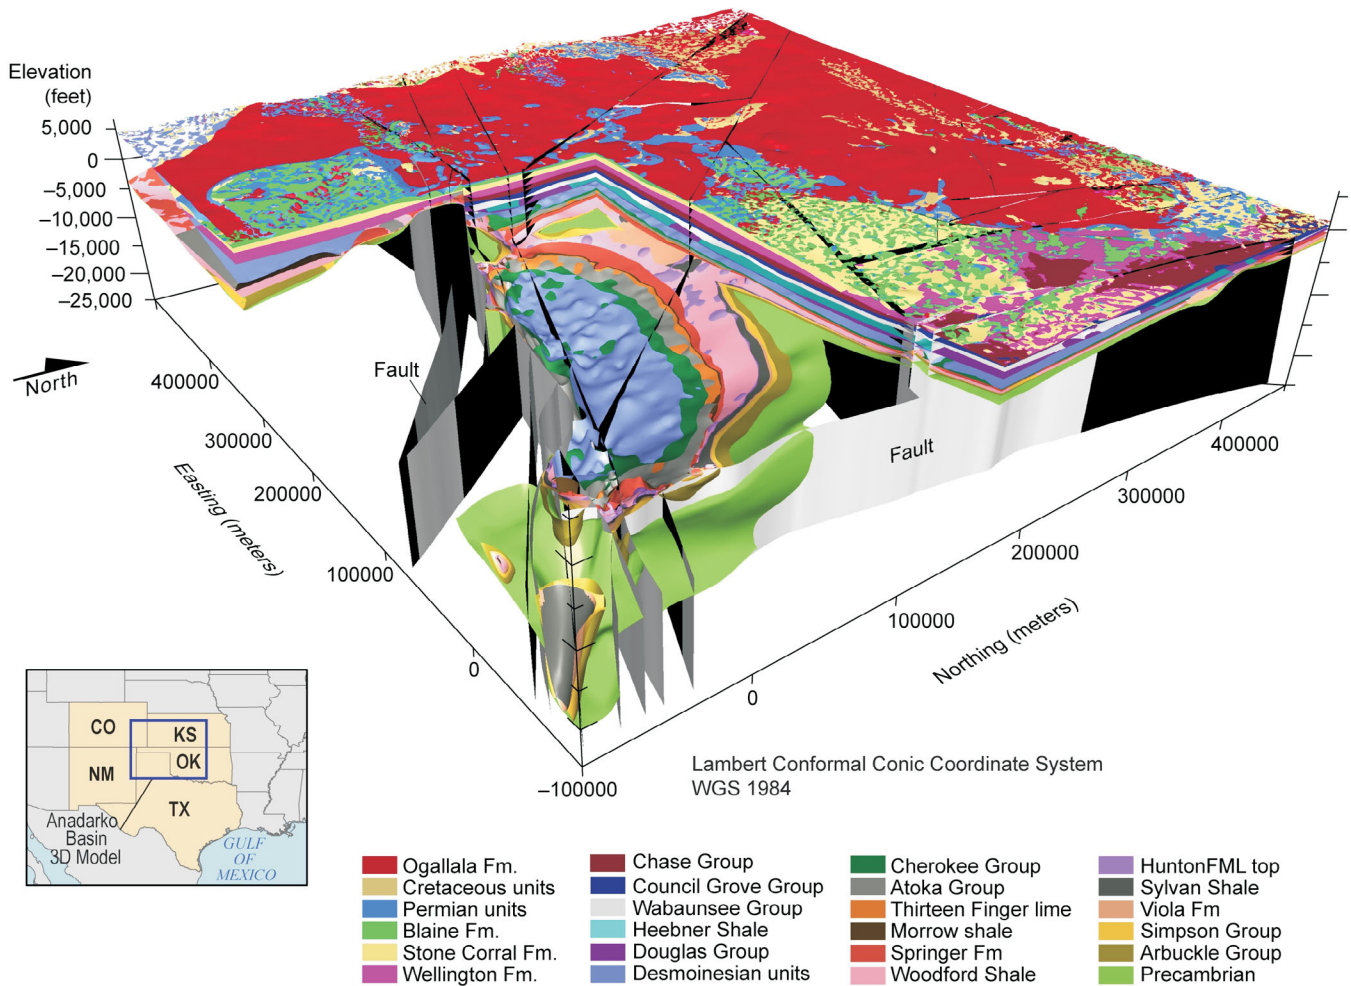 Elevation
(feet)
5,000
0
–5,000
–10,000
–15,000
–20,000
–25,000
North
Fault
Fault
400000
300000
200000
100000
0
–100000
Easting (meters)
0
100000
200000
300000
400000
Northing (meters)
Lambert Conformal Conic Coordinate System
WGS 1984
CO
KS
NM
OK
TX
Anadarko
Basin
3D Model
GULF
OF
MEXICO
Ogallala Fm.
Cretaceous units
Permian units
Blaine Fm.
Stone Corral Fm.
Wellington Fm.
Chase Group
Council Grove Group
Wabaunsee Group
Heebner Shale
Douglas Group
Desmoinesian units
Cherokee Group
Atoka Group
Thirteen Finger lime
Morrow shale
Springer Fm
Woodford Shale
HuntonFML top
Sylvan Shale
Viola Fm
Simpson Group
Arbuckle Group
Precambrian